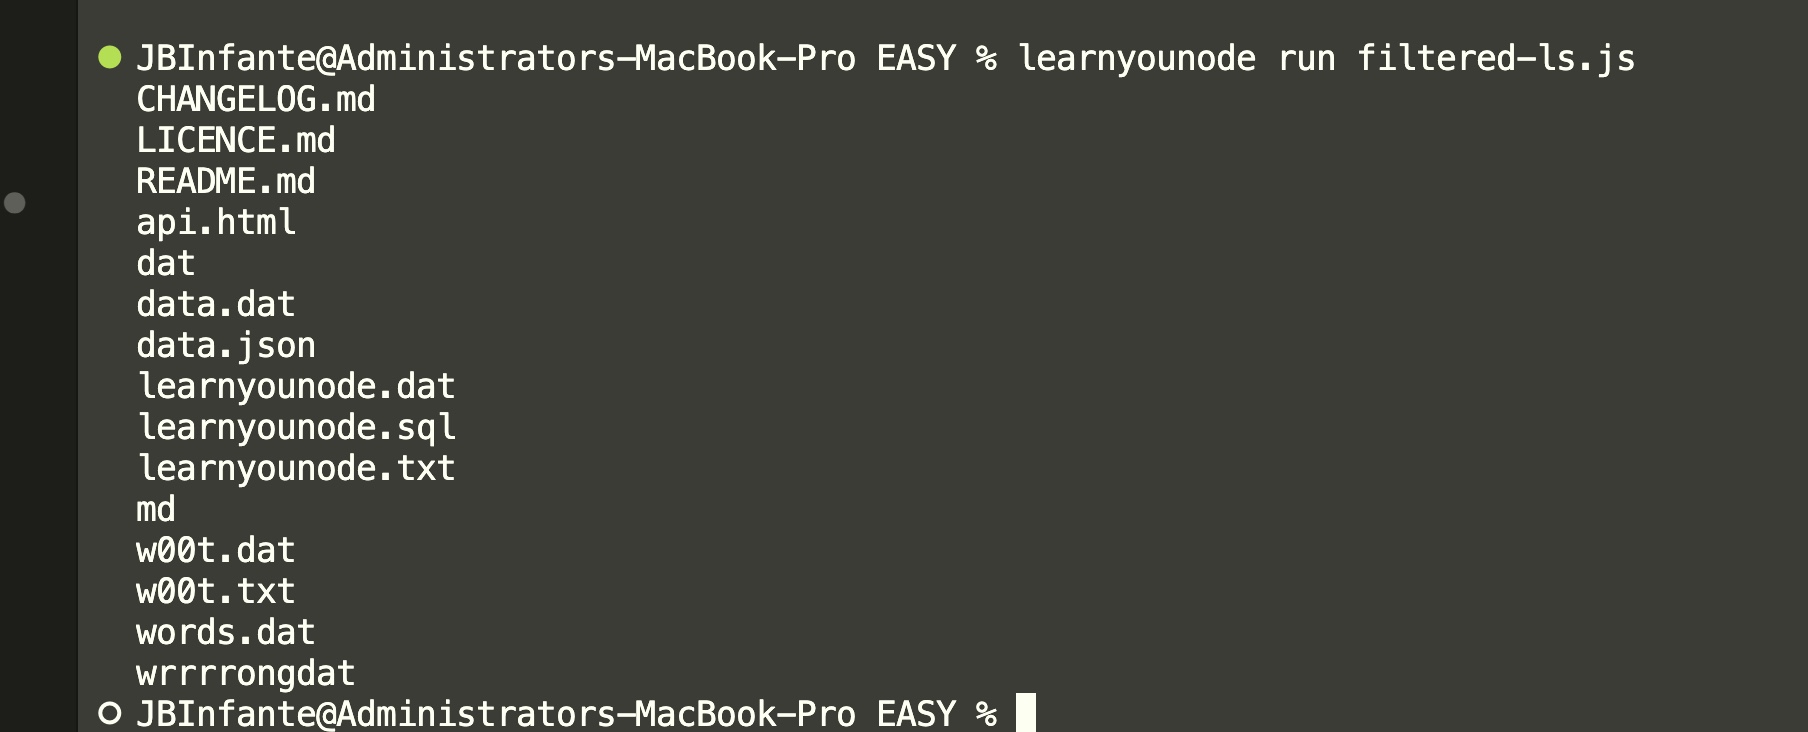 JBInfante@Administrators-MacBook-Pro EASY % learnyounode run filtered-ls.js
CHANGELOG.md
LICENCE.md
README.md
api.html
dat
data.dat
data.json
learnyounode.dat
learnyounode.sql
learnyounode.txt
md
w00t.dat
w00t.txt
words.dat
wrrrrongdat
JBInfante@Administrators-MacBook-Pro EASY %